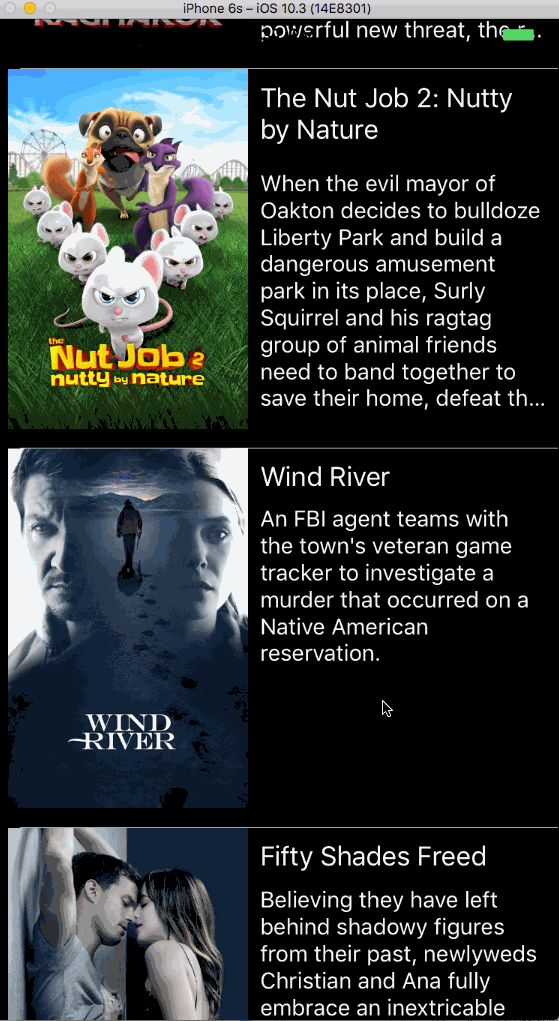 iPhone 6s – iOS 10.3 (14E8301)
RAGNAROK
powerful new threat, the r...
The Nut Job 2: Nutty
by Nature
When the evil mayor of
Oakton decides to bulldoze
Liberty Park and build a
dangerous amusement
park in its place, Surly
Squirrel and his ragtag
group of animal friends
need to band together to
save their home, defeat th...
the
Nut Job 2
nutty by nature
Wind River
An FBI agent teams with
the town's veteran game
tracker to investigate a
murder that occurred on a
Native American
reservation.
WIND
RIVER
Fifty Shades Freed
Believing they have left
behind shadowy figures
from their past, newlyweds
Christian and Ana fully
embrace an inextricable